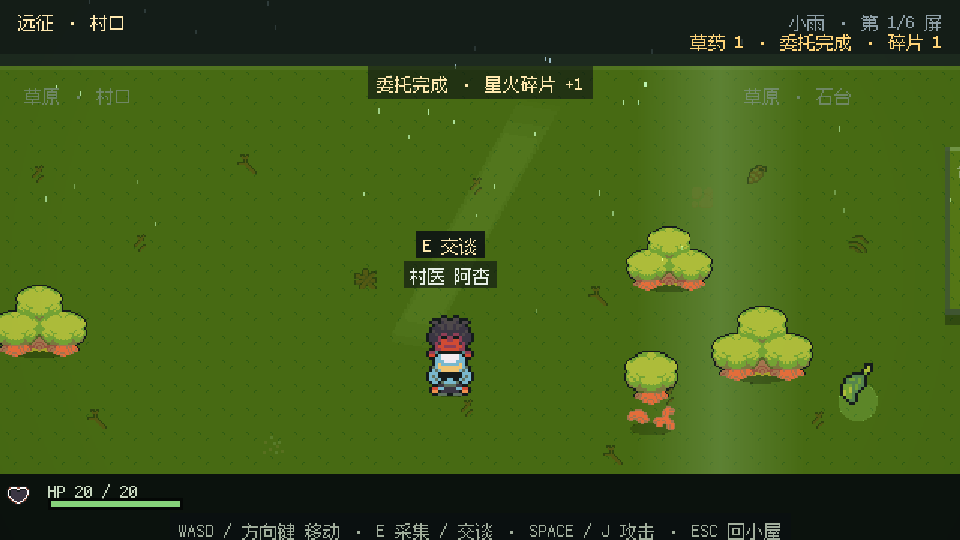 远征 · 村口
小雨 · 第 1/6 屏
草药 1 · 委托完成 · 碎片 1
委托完成 · 星火碎片 +1
草原 · 村口
草原 · 石台
E 交谈
村医 阿杏
HP 20 / 20
WASD / 方向键 移动 · E 采集 / 交谈 · SPACE / J 攻击 · ESC 回小屋